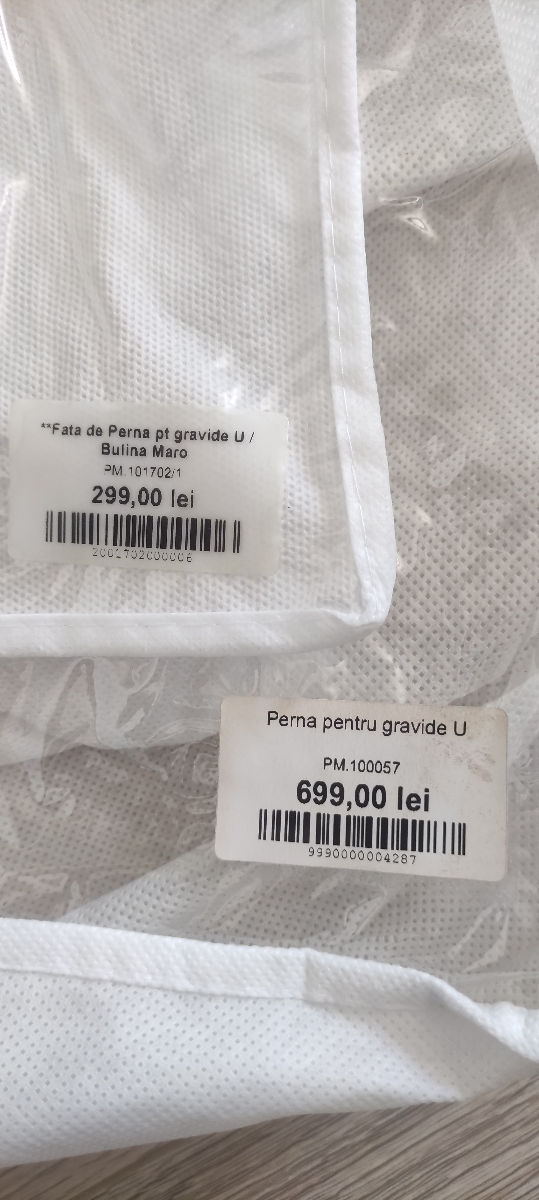 **Fata de Perna pt gravide U /
Bulina Maro
PM.101702/1
299,00 lei
2001702000006
Perna pentru gravide U
PM.100057
699,00 lei
9990000004287